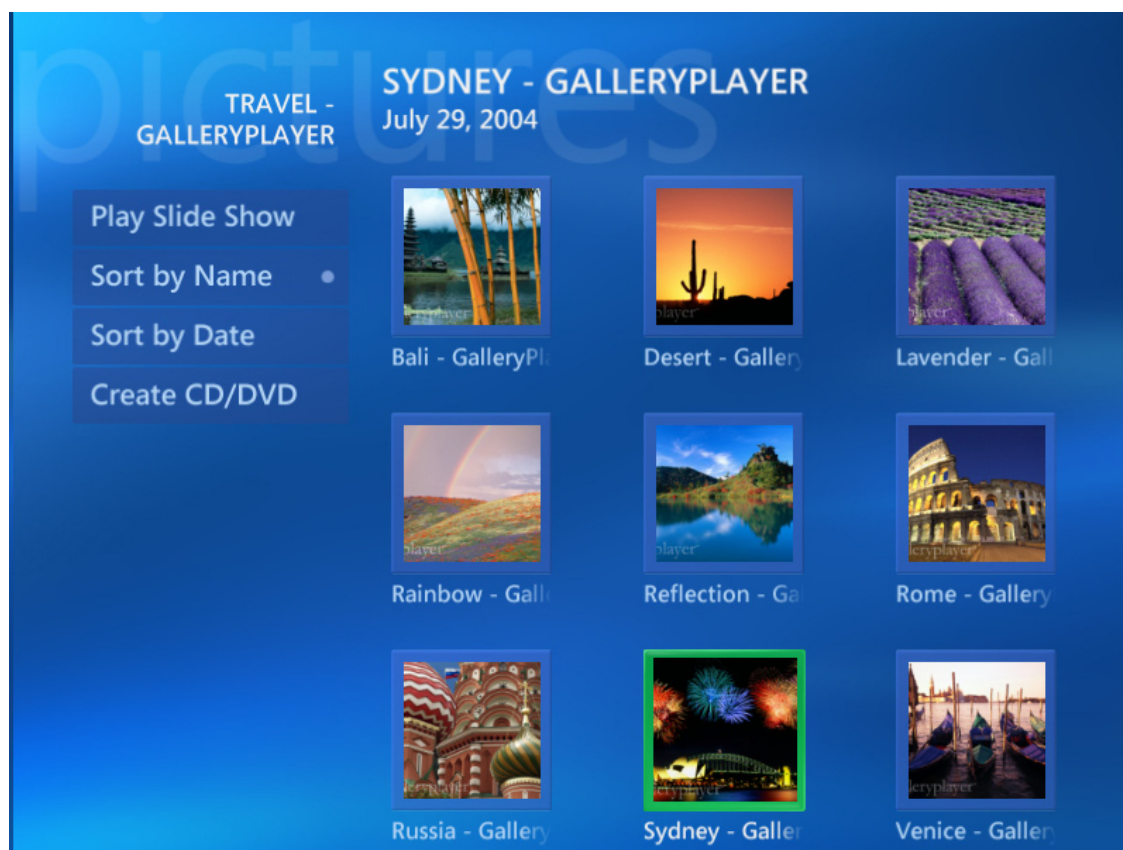 pictures
SYDNEY - GALLERYPLAYER
July 29, 2004
TRAVEL -
GALLERYPLAYER
Play Slide Show
Sort by Name
Sort by Date
Create CD/DVD
Bali - GalleryPl
Desert - Gallery
Lavender - Gall
Rainbow - Gall
Reflection - Ga
Rome - Gallery
Russia - Gallery
Sydney - Galler
Venice - Galler